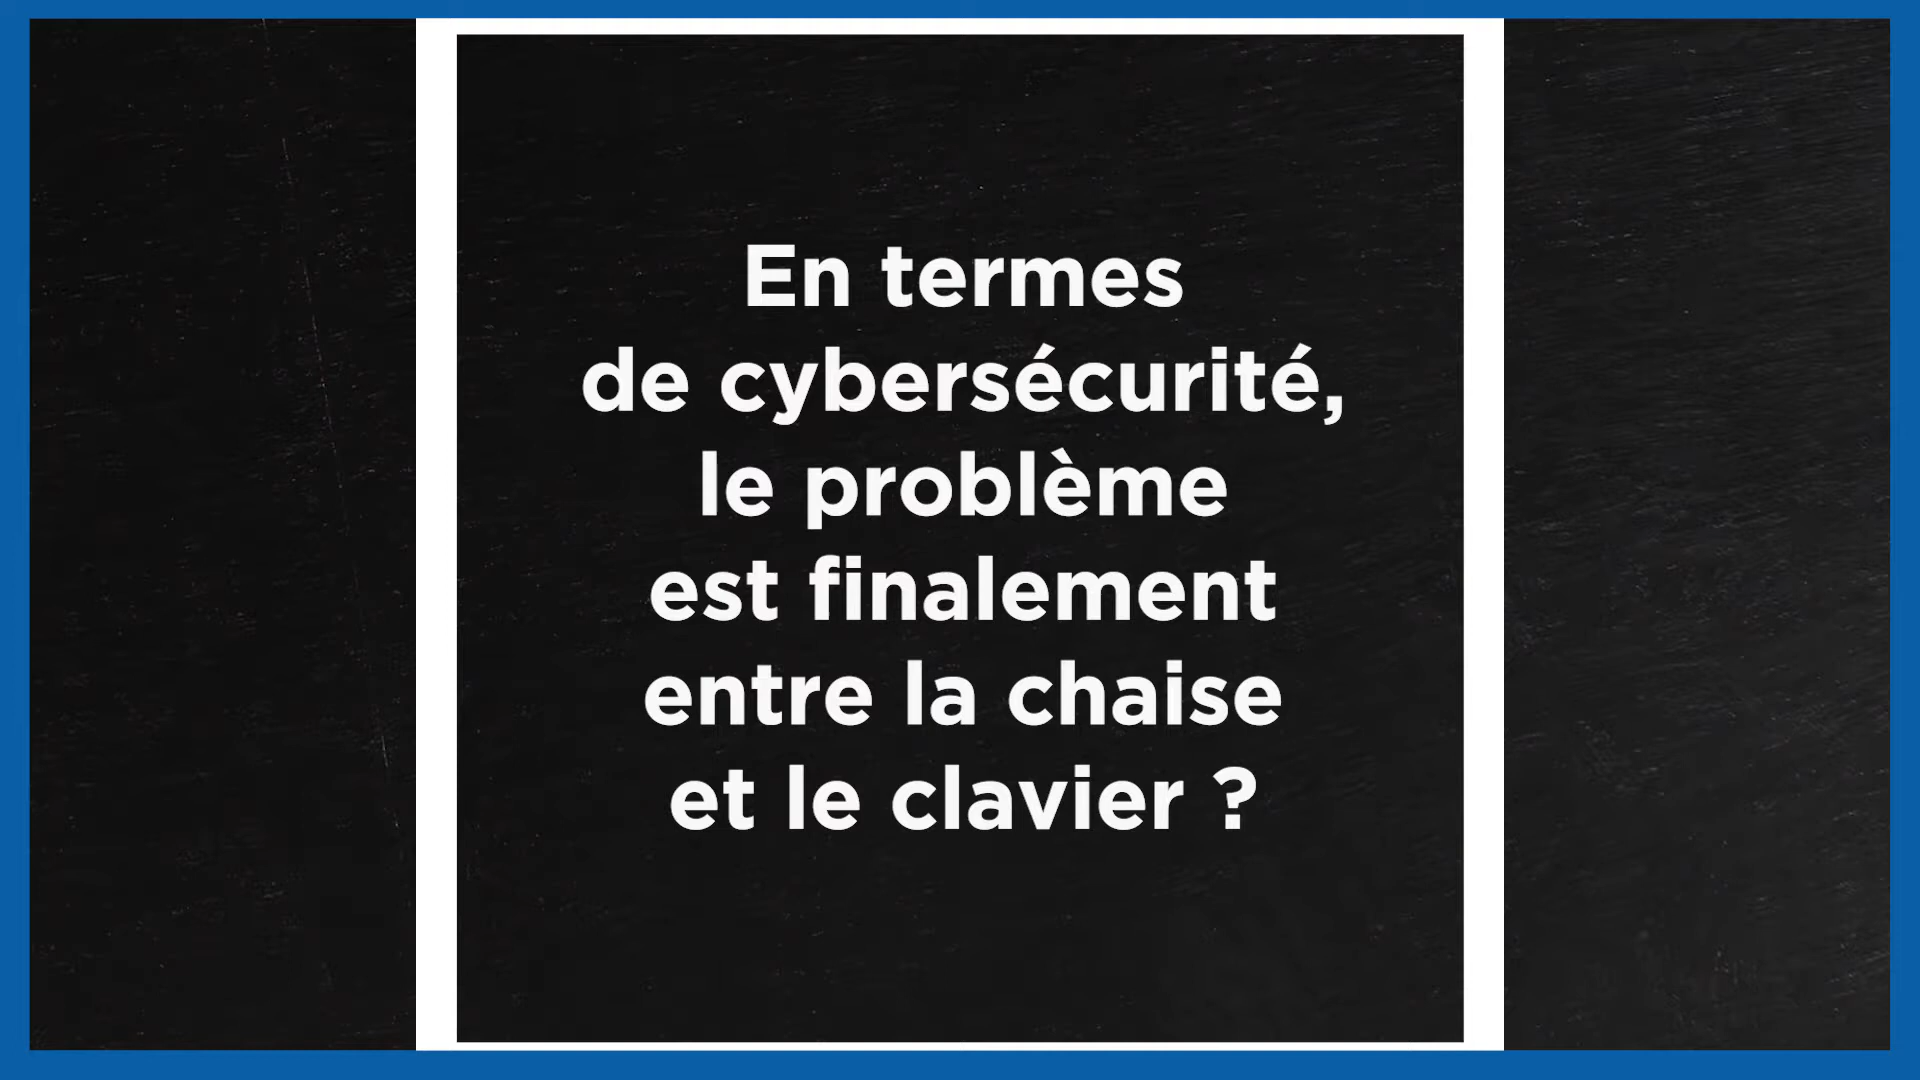 En termes
de cybersécurité,
le problème
est finalement
entre la chaise
et le clavier ?